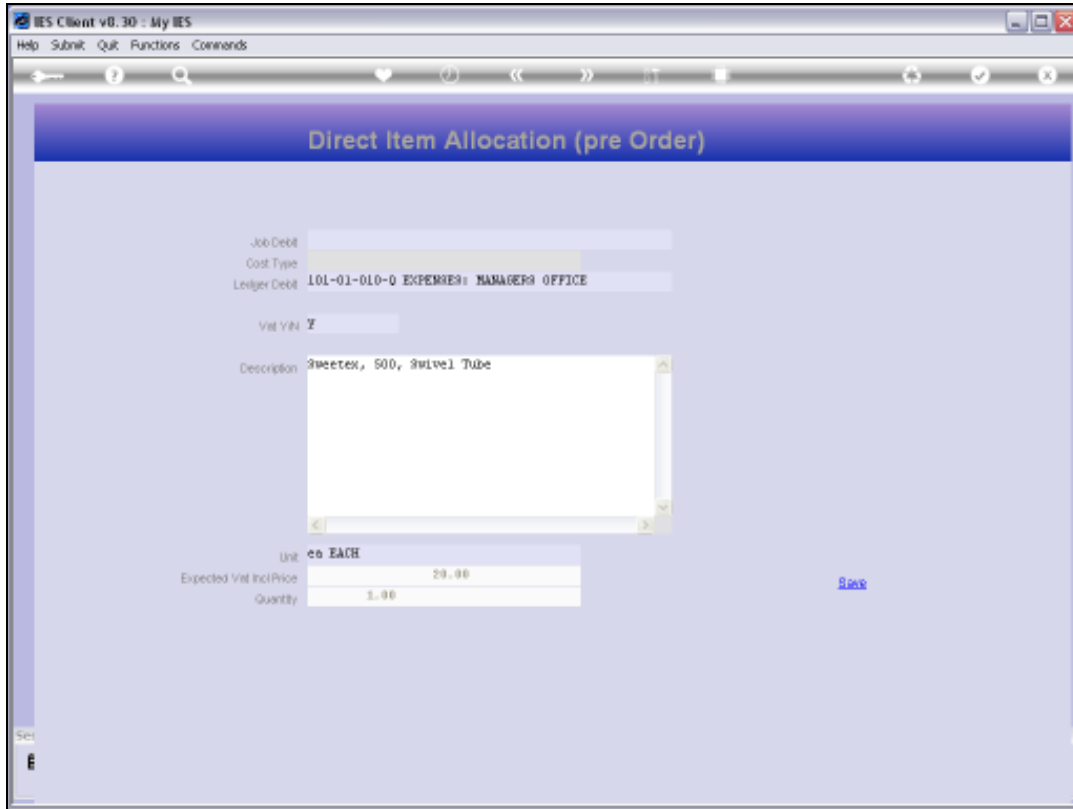 IES Client v8.30 : My IES
Help Submit Quit Functions Commands
Direct Item Allocation (pre Order)
Job Debit
Cost Type
Ledger Debit 101-01-010-0 EXPENSES: MANAGERS OFFICE
Vat Y/N Y
Description Sweetex, 500, Swivel Tube
Unit ea EACH
Expected Vat Incl Price 20.00
Save
Quantity 1.00